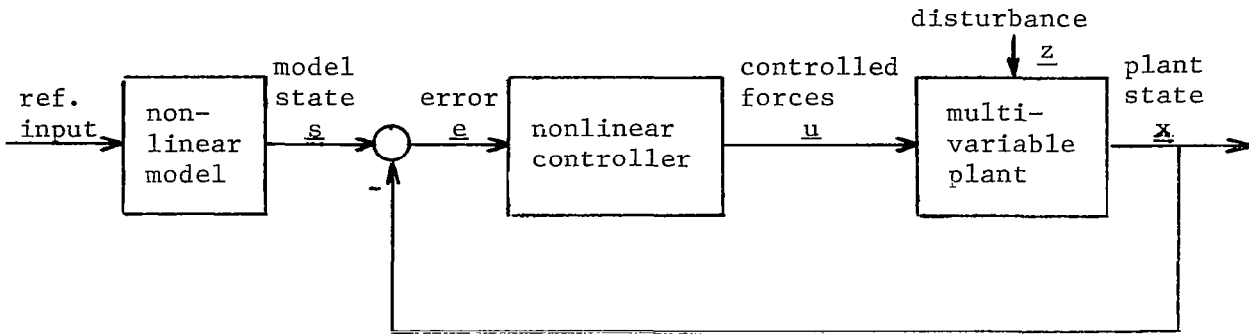 disturbance
z
ref.
input
non-
linear
model
model
state
s
-
error
e
nonlinear
controller
controlled
forces
u
multi-
variable
plant
plant
state
x